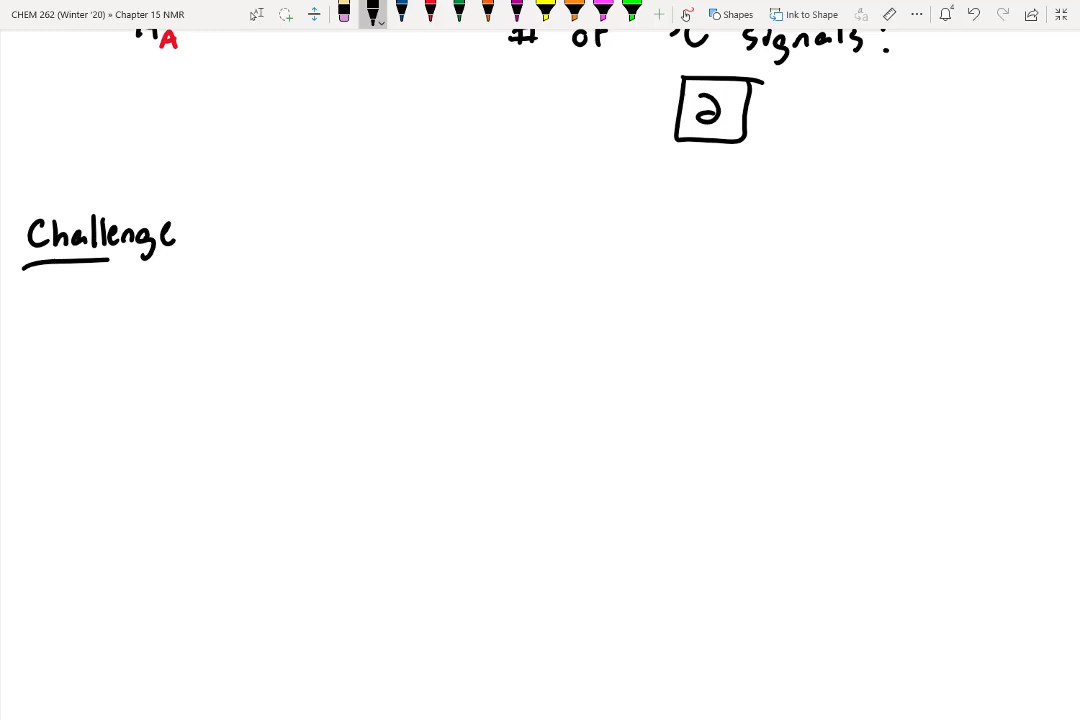 CHEM 262 (Winter '20) » Chapter 15 NMR
Shapes
Ink to Shape
A
# of C signals?
2
Challenge